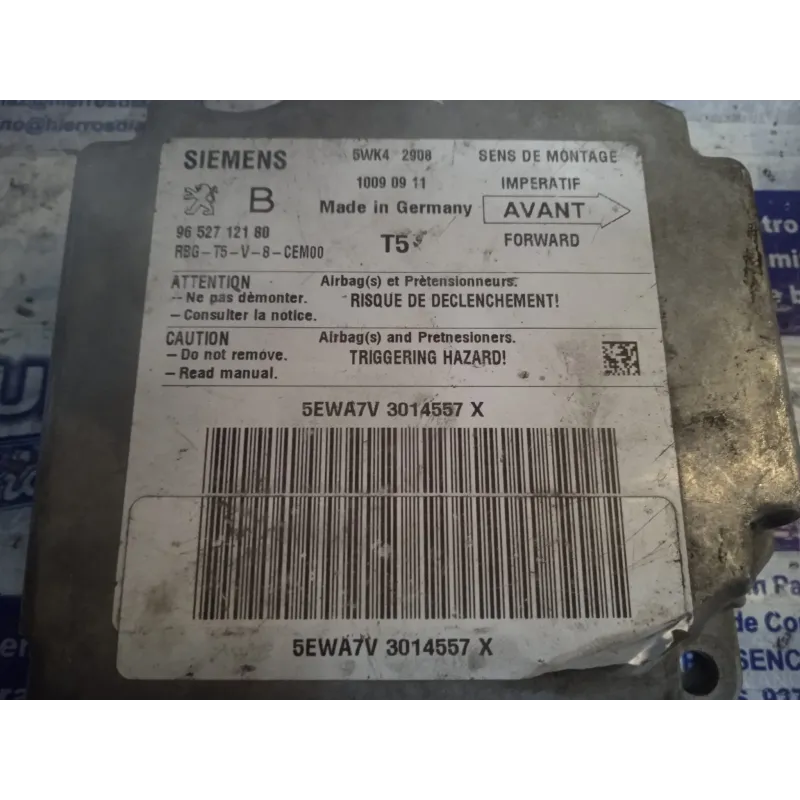 SIEMENS
5WK4 2908
SENS DE MONTAGE
1009 09 11
IMPERATIF
B
Made in Germany
AVANT
96 527 121 80
RBG-T5-V-8-CEM00
T5
FORWARD
ATTENTION
Airbag(s) et Prètensionneurs.
-- Ne pas dèmonter.
RISQUE DE DECLENCHEMENT!
- Consulter la notice.
CAUTION
Airbag(s) and Pretnesioners.
- Do not remove.
TRIGGERING HAZARD!
- Read manual.
5EWA7V 3014557 X
5EWA7V 3014557 X